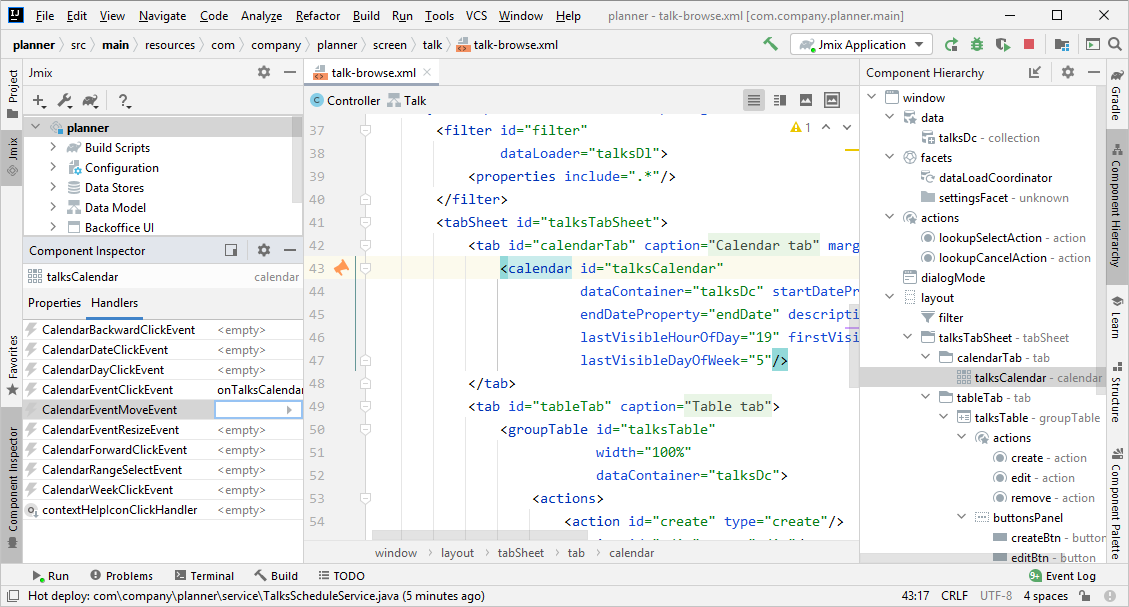 File Edit View Navigate Code Analyze Refactor Build Run Tools VCS Window Help planner - talk-browse.xml [com.company.planner.main]
planner src main resources com company planner screen talk talk-browse.xml
Jmix Application
Project
Jmix
Favorites
Component Inspector
Jmix
planner
Build Scripts
Configuration
Data Stores
Data Model
Backoffice UI
Component Inspector
talksCalendar calendar
Properties Handlers
CalendarBackwardClickEvent <empty>
CalendarDateClickEvent <empty>
CalendarDayClickEvent <empty>
CalendarEventClickEvent onTalksCalendar
CalendarEventMoveEvent
CalendarEventResizeEvent <empty>
CalendarForwardClickEvent <empty>
CalendarRangeSelectEvent <empty>
CalendarWeekClickEvent <empty>
contextHelpIconClickHandler <empty>
talk-browse.xml
Controller Talk
1
37 <filter id="filter"
38 dataLoader="talksDl">
39 <properties include=".*"/>
40 </filter>
41 <tabSheet id="talksTabSheet">
42 <tab id="calendarTab" caption="Calendar tab" marg
43 <calendar id="talksCalendar"
44 dataContainer="talksDc" startDatePr
45 endDateProperty="endDate" descripti
46 lastVisibleHourOfDay="19" firstVisi
47 lastVisibleDayOfWeek="5"/>
48 </tab>
49 <tab id="tableTab" caption="Table tab">
50 <groupTable id="talksTable"
51 width="100%"
52 dataContainer="talksDc">
53 <actions>
54 <action id="create" type="create"/>
window layout tabSheet tab calendar
Component Hierarchy
window
data
talksDc - collection
facets
dataLoadCoordinator
settingsFacet - unknown
actions
lookupSelectAction - action
lookupCancelAction - action
dialogMode
layout
filter
talksTabSheet - tabSheet
calendarTab - tab
talksCalendar - calendar
tableTab - tab
talksTable - groupTable
actions
create - action
edit - action
remove - action
buttonsPanel
createBtn - button
editBtn - button
Gradle
Component Hierarchy
Learn
Structure
Component Palette
Run Problems Terminal Build TODO 9+ Event Log
Hot deploy: com\company\planner\service\TalksScheduleService.java (5 minutes ago) 43:17 CRLF UTF-8 4 spaces